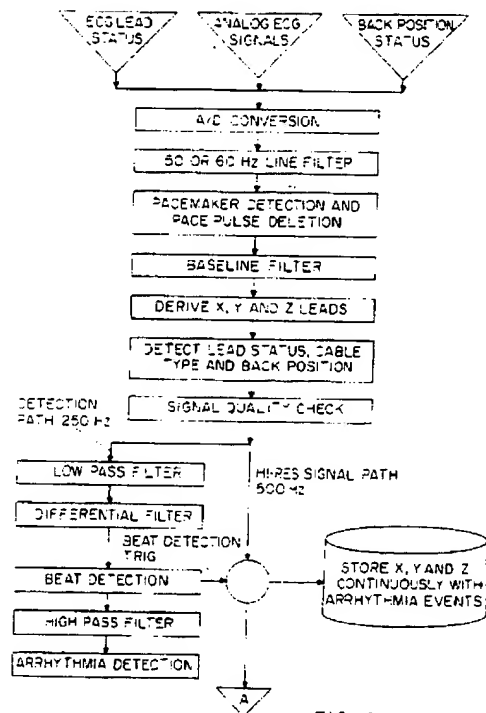 ECG LEAD
STATUS
ANALOG ECG
SIGNALS
BACK POSITION
STATUS
A/D CONVERSION
50 OR 60 Hz LINE FILTER
PACEMAKER DETECTION AND
PACE PULSE DELETION
BASELINE FILTER
DERIVE X, Y AND Z LEADS
DETECT LEAD STATUS, CABLE
TYPE AND BACK POSITION
SIGNAL QUALITY CHECK
DETECTION
PATH 250 Hz
LOW PASS FILTER
HI-RES SIGNAL PATH
500 Hz
DIFFERENTIAL FILTER
BEAT DETECTION
TRIG
BEAT DETECTION
STORE X, Y AND Z
CONTINUOUSLY WITH
ARRHYTHMIA EVENTS
HIGH PASS FILTER
ARRHYTHMIA DETECTION
A